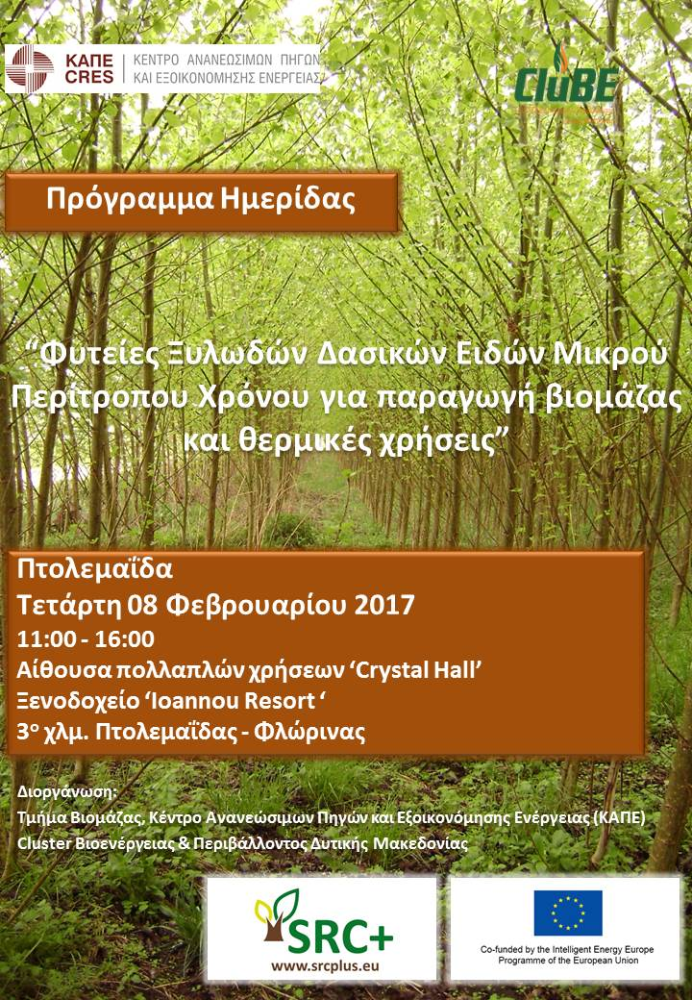 ΚΑΠΕ
CRES
ΚΕΝΤΡΟ ΑΝΑΝΕΩΣΙΜΩΝ ΠΗΓΩΝ
ΚΑΙ ΕΞΟΙΚΟΝΟΜΗΣΗΣ ΕΝΕΡΓΕΙΑΣ
CluBE
Πρόγραμμα Ημερίδας
“Φυτείες Ξυλωδών Δασικών Ειδών Μικρού
Περίτροπου Χρόνου για παραγωγή βιομάζας
και θερμικές χρήσεις”
Πτολεμαΐδα
Τετάρτη 08 Φεβρουαρίου 2017
11:00 - 16:00
Αίθουσα πολλαπλών χρήσεων ‘Crystal Hall’
Ξενοδοχείο ‘Ioannou Resort ‘
3ο χλμ. Πτολεμαΐδας - Φλώρινας
Διοργάνωση:
Τμήμα Βιομάζας, Κέντρο Ανανεώσιμων Πηγών και Εξοικονόμησης Ενέργειας (ΚΑΠΕ)
Cluster Βιοενέργειας & Περιβάλλοντος Δυτικής Μακεδονίας
SRC+
www.srcplus.eu
Co-funded by the Intelligent Energy Europe
Programme of the European Union